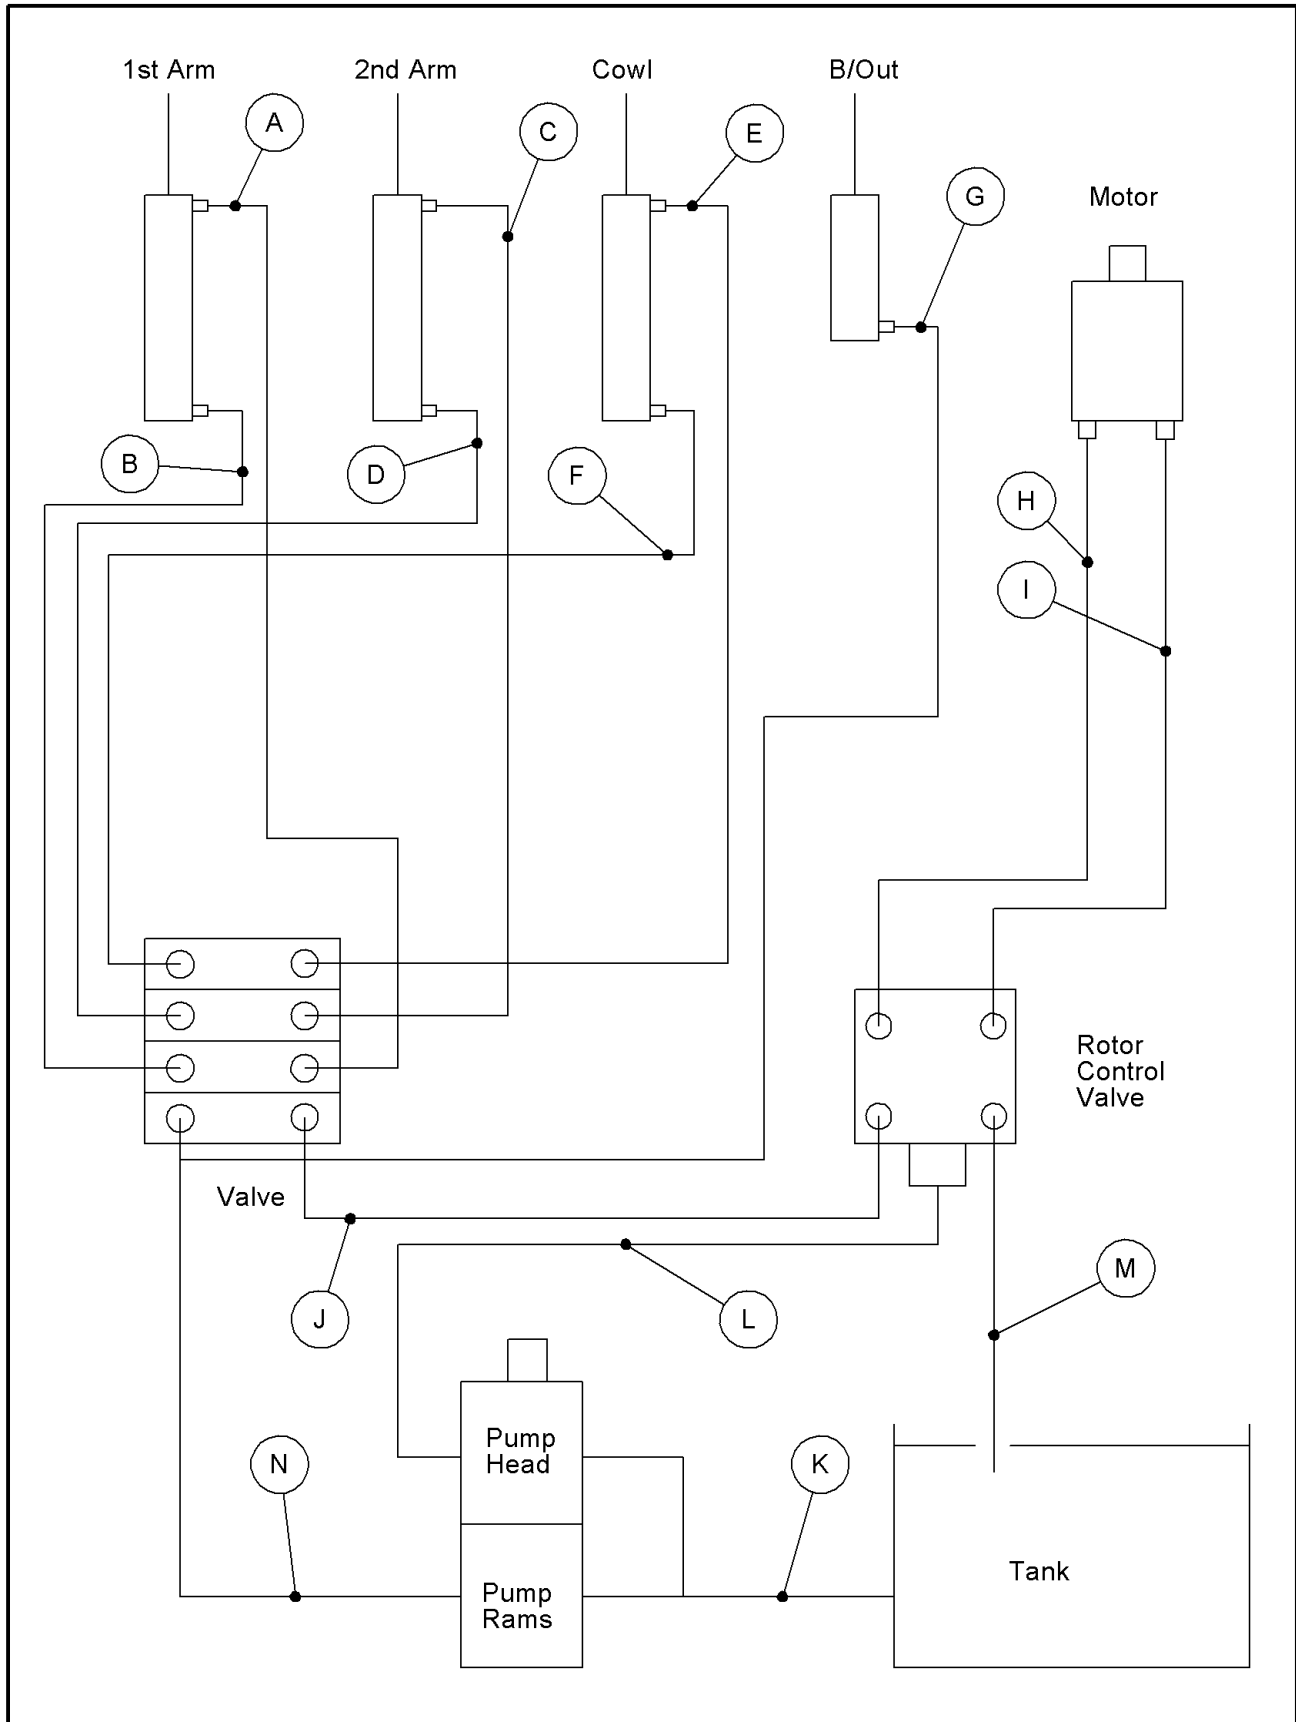 1st Arm
2nd Arm
Cowl
B/Out
A
C
E
G
Motor
B
D
F
H
I
Rotor
Control
Valve
Valve
J
L
M
Pump
Head
N
K
Pump
Rams
Tank